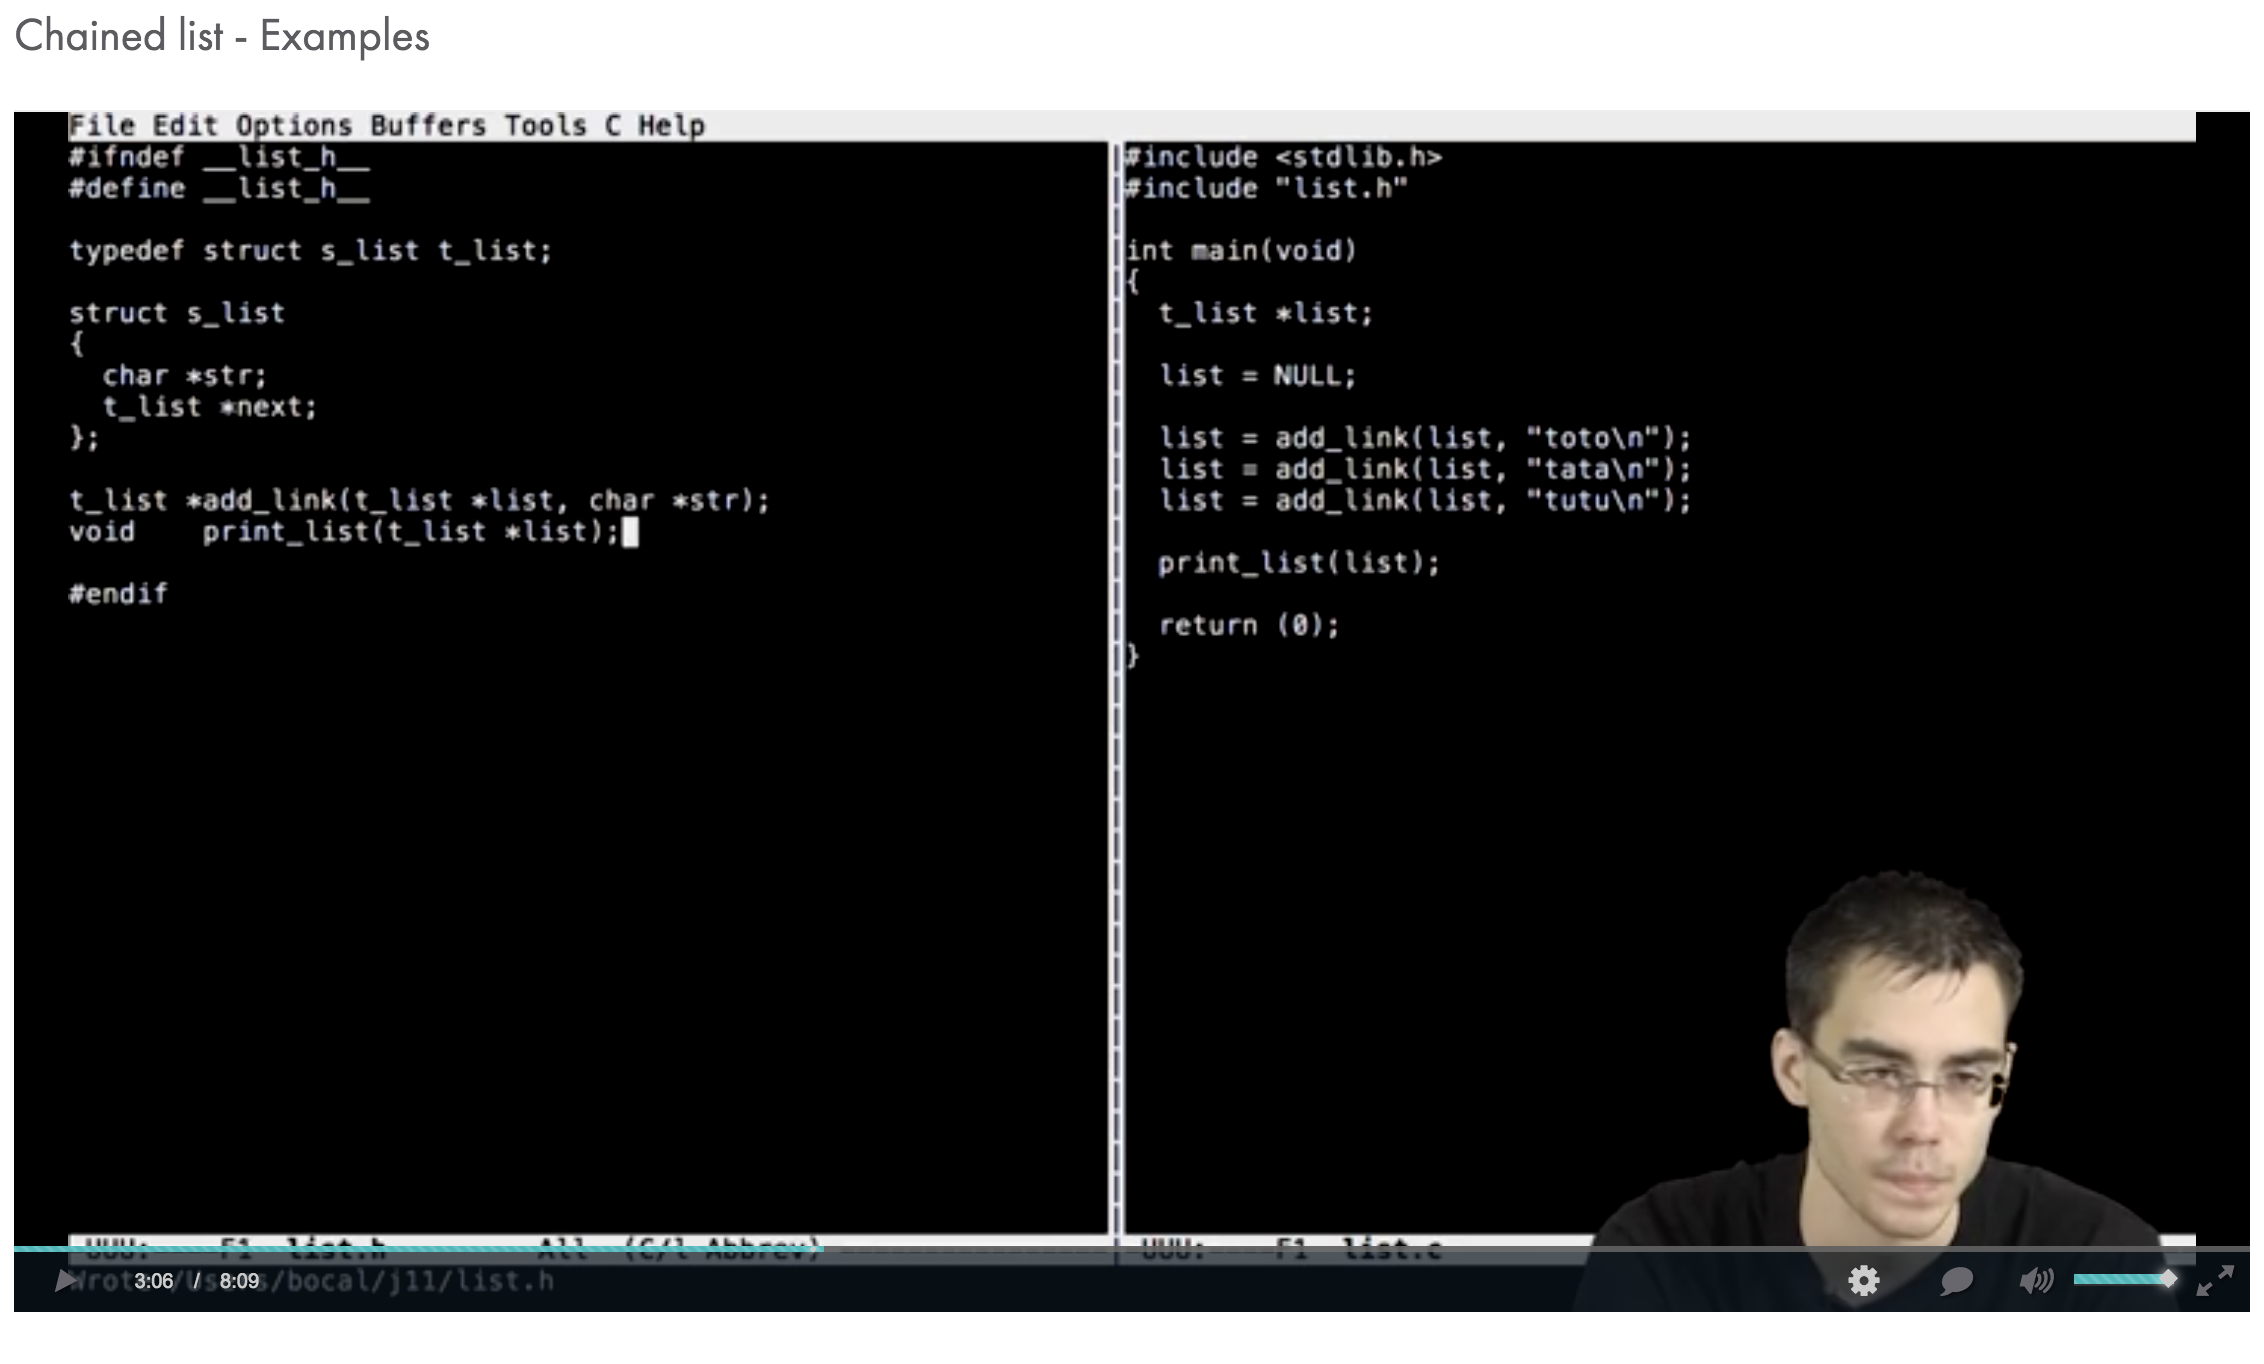 Chained list - Examples
File Edit Options Buffers Tools C Help
#ifndef __list_h__
#define __list_h__
typedef struct s_list t_list;
struct s_list
{
char *str;
t_list *next;
};
t_list *add_link(t_list *list, char *str);
void print_list(t_list *list);
#endif
#include <stdlib.h>
#include "list.h"
int main(void)
{
t_list *list;
list = NULL;
list = add_link(list, "toto\n");
list = add_link(list, "tata\n");
list = add_link(list, "tutu\n");
print_list(list);
return (0);
}
-UUU:----F1 list.h All (C/l Abbrev)
-UUU:----F1 list.c
Wrote /Users/bocal/j11/list.h
3:06 / 8:09